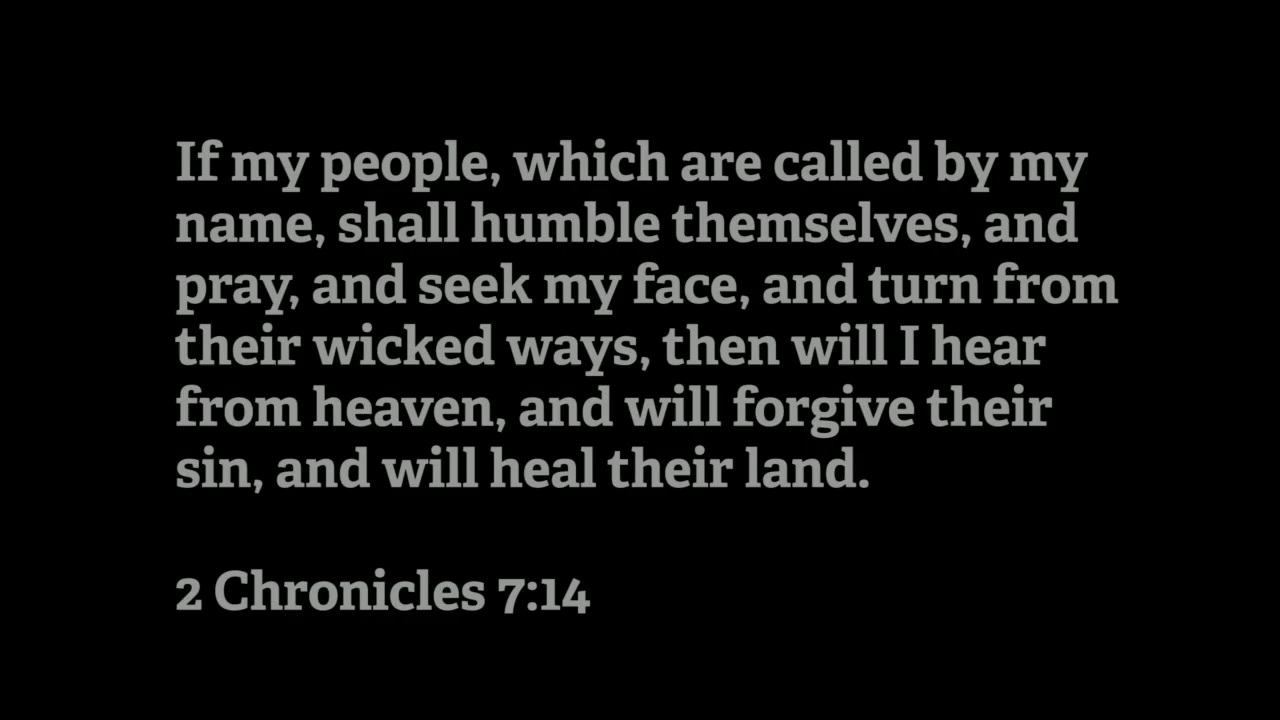 If my people, which are called by my
name, shall humble themselves, and
pray, and seek my face, and turn from
their wicked ways, then will I hear
from heaven, and will forgive their
sin, and will heal their land.
2 Chronicles 7:14